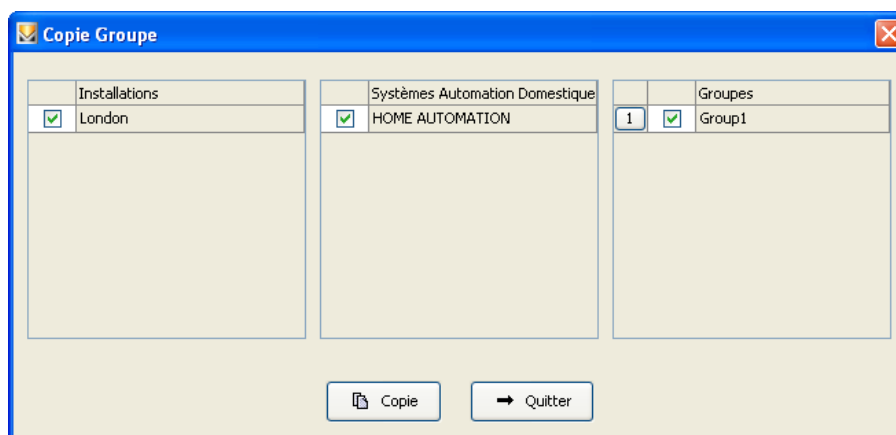 Copie Groupe
Installations
London
Systèmes Automation Domestique
HOME AUTOMATION
Groupes
1 Group1
Copie
Quitter